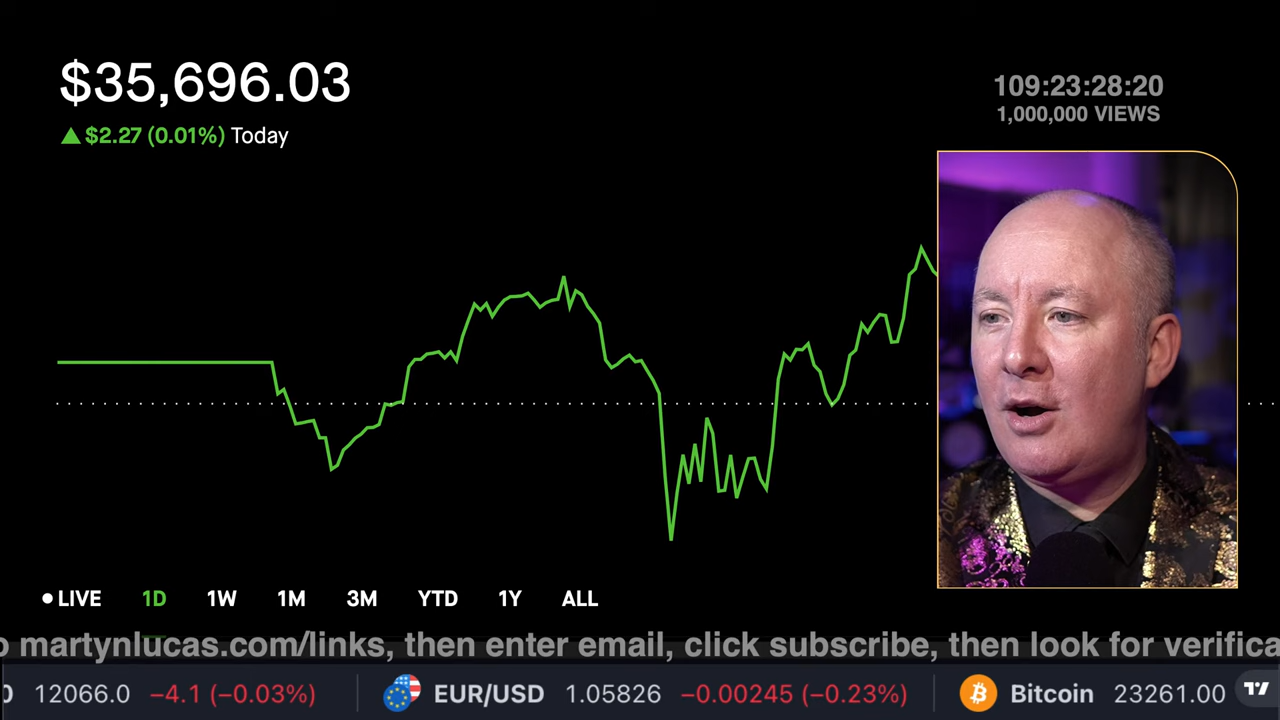 $35,696.03
▲ $2.27 (0.01%) Today
109:23:28:20
1,000,000 VIEWS
LIVE 1D 1W 1M 3M YTD 1Y ALL
martynlucas.com/links, then enter email, click subscribe, then look for
12066.0 −4.1 (−0.03%) EUR/USD 1.05826 −0.00245 (−0.23%) Bitcoin 23261.00